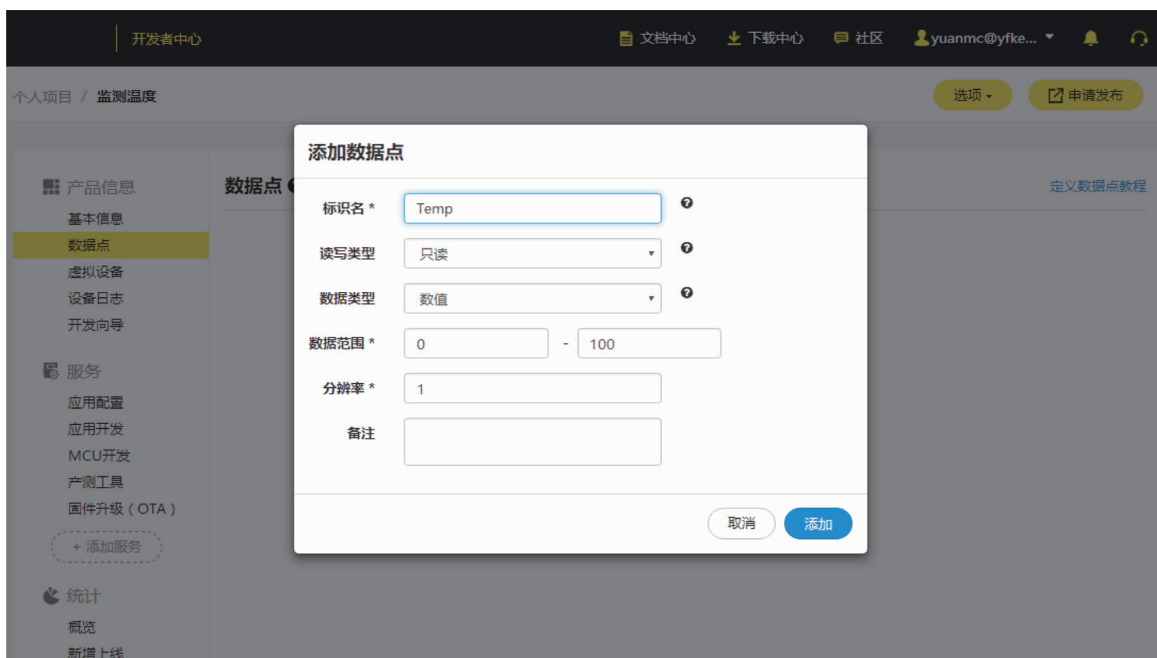 开发者中心 文档中心 下载中心 社区 yuanmc@yfke...
个人项目 / 监测温度 选项 申请发布
添加数据点
产品信息 数据点 定义数据点教程
标识名 * Temp
基本信息
数据点
读写类型 只读
虚拟设备
设备日志
数据类型 数值
开发向导
数据范围 * 0 - 100
服务
分辨率 * 1
应用配置
应用开发
备注
MCU开发
产测工具
固件升级（OTA）
取消 添加
+ 添加服务
统计
概览
新增上线